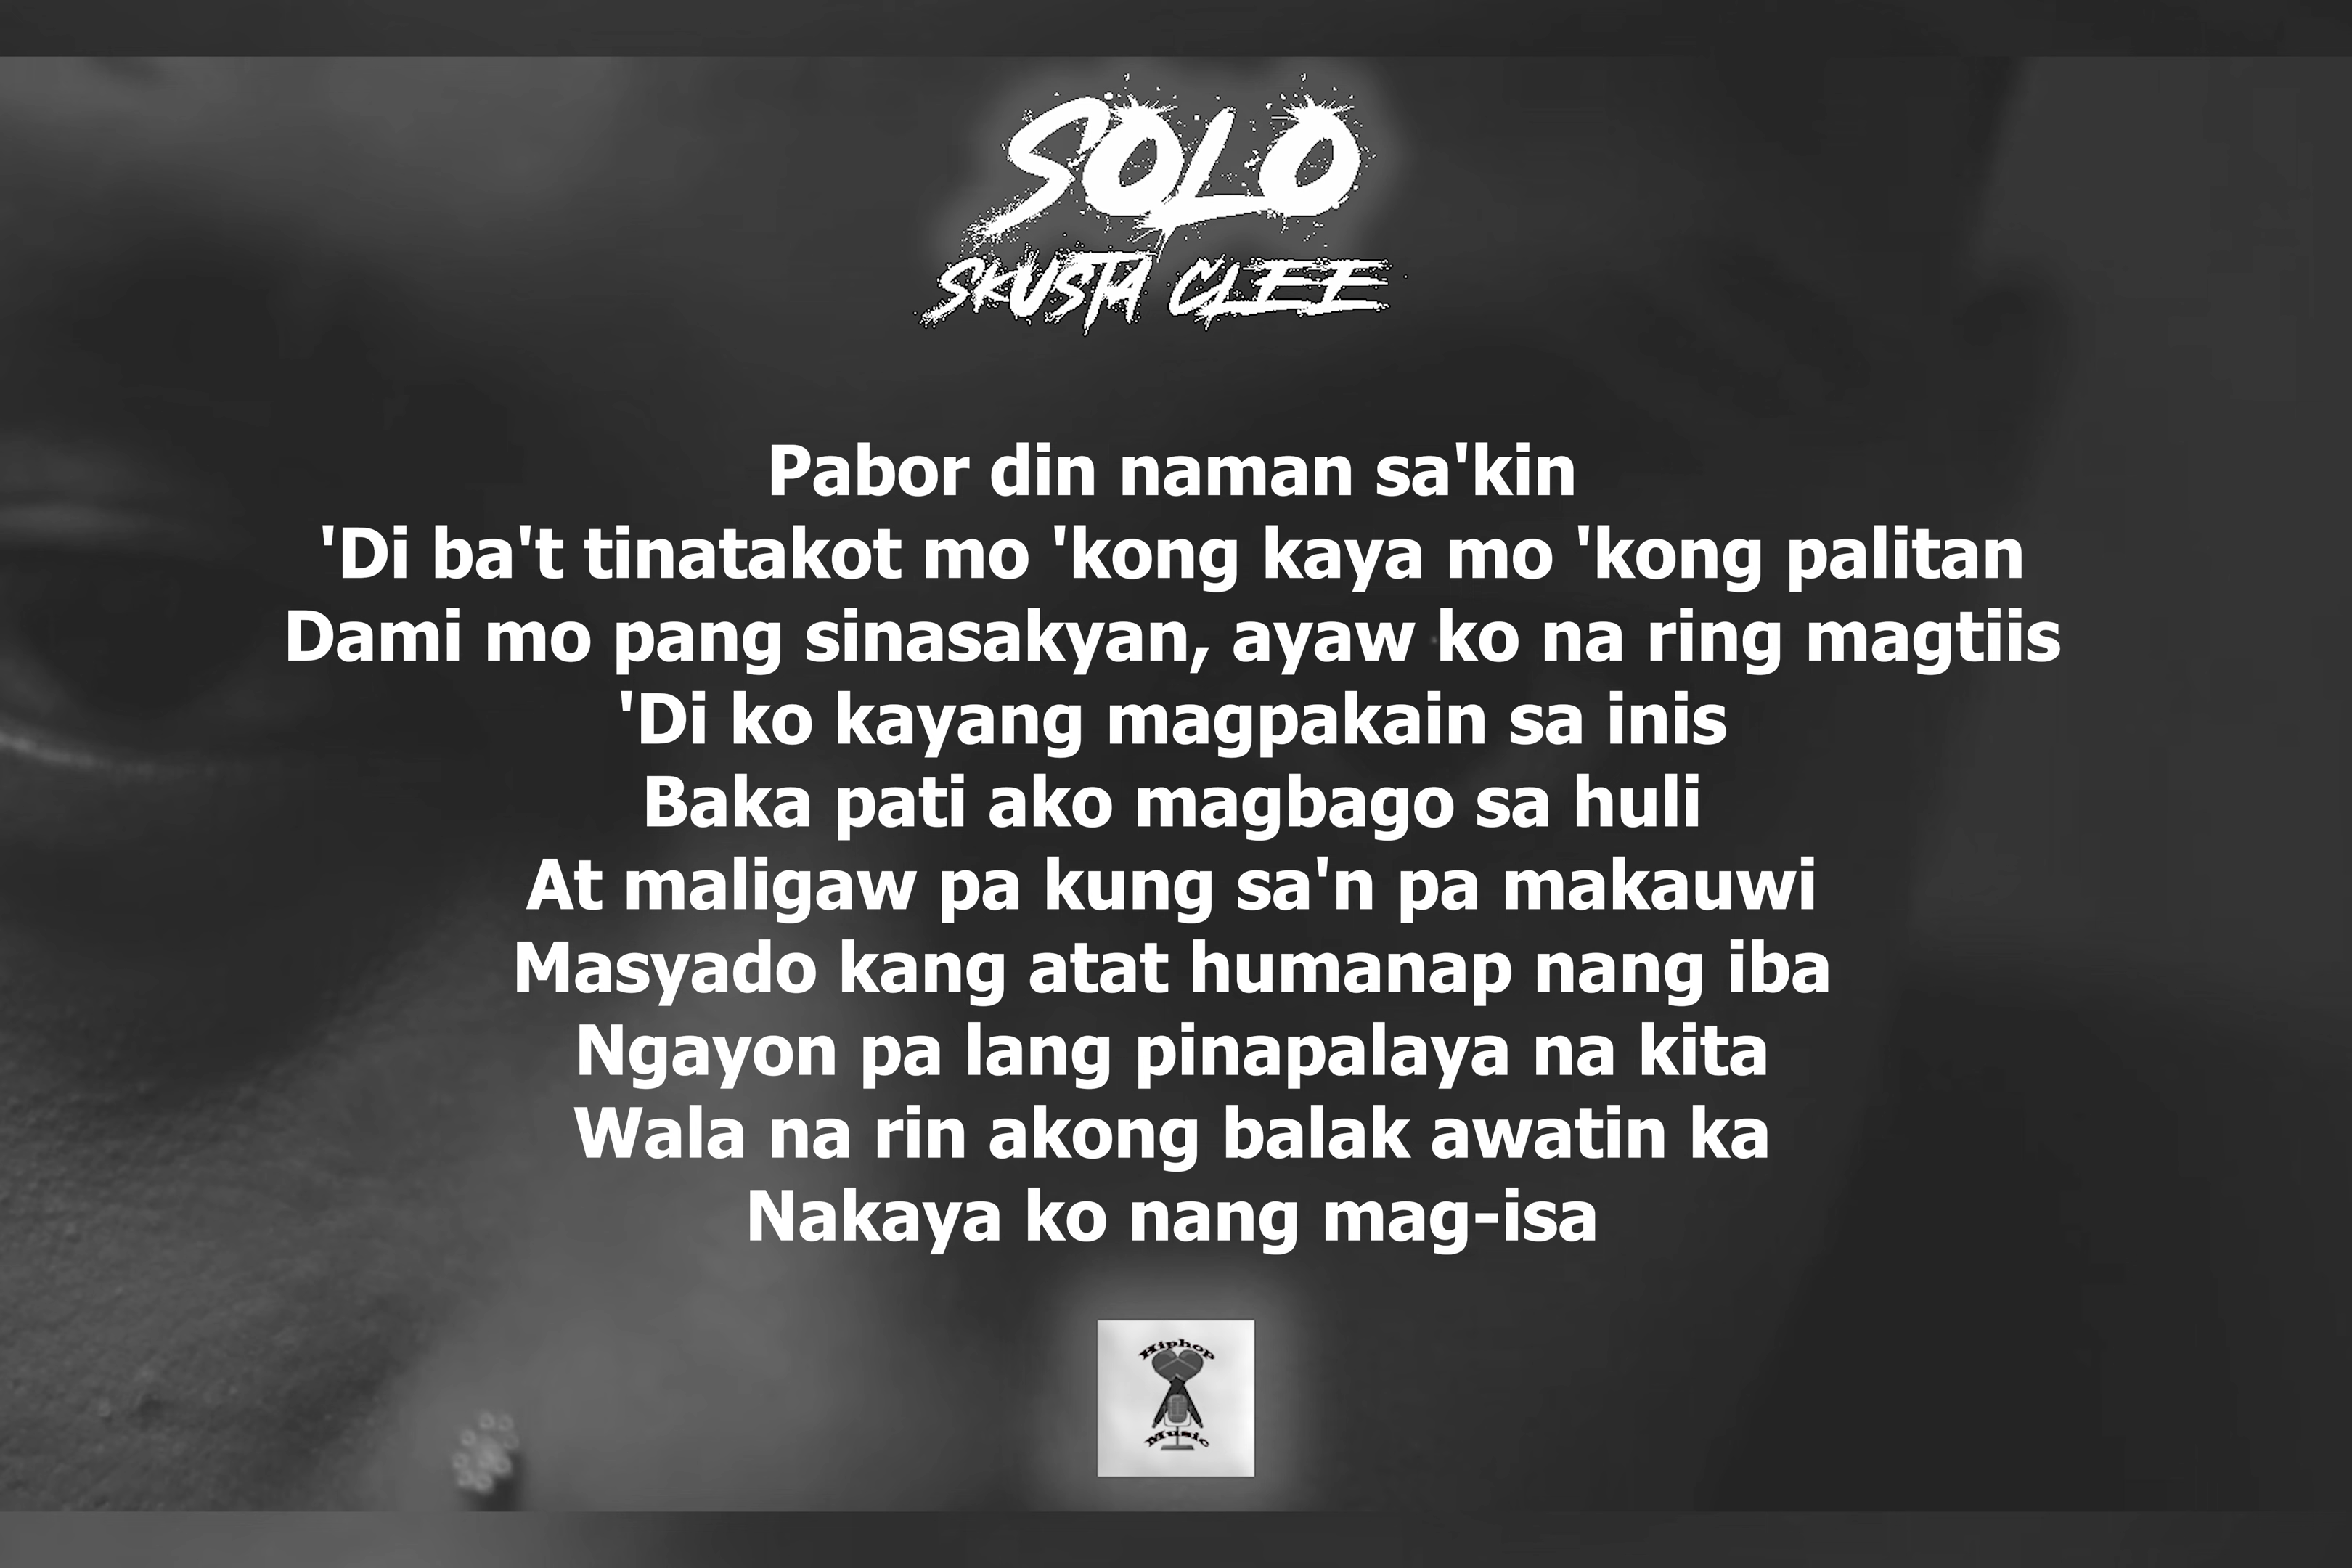 SOLO
SKUSTA CLEE
Pabor din naman sa'kin
'Di ba't tinatakot mo 'kong kaya mo 'kong palitan
Dami mo pang sinasakyan, ayaw ko na ring magtiis
'Di ko kayang magpakain sa inis
Baka pati ako magbago sa huli
At maligaw pa kung sa'n pa makauwi
Masyado kang atat humanap nang iba
Ngayon pa lang pinapalaya na kita
Wala na rin akong balak awatin ka
Nakaya ko nang mag-isa
Hiphop
Music